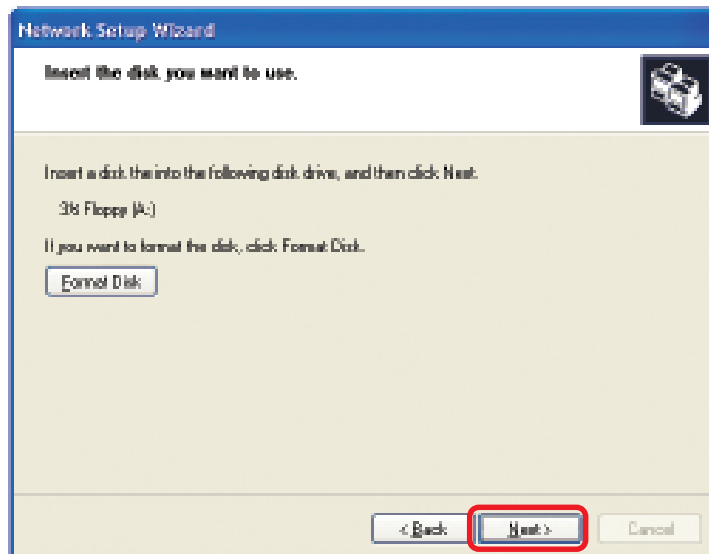 Network Setup Wizard
Insert the disk you want to use.
Insert a disk the into the following disk drive, and then click Next.
3½ Floppy (A:)
If you want to format the disk, click Format Disk.
Format Disk
< Back
Next >
Cancel